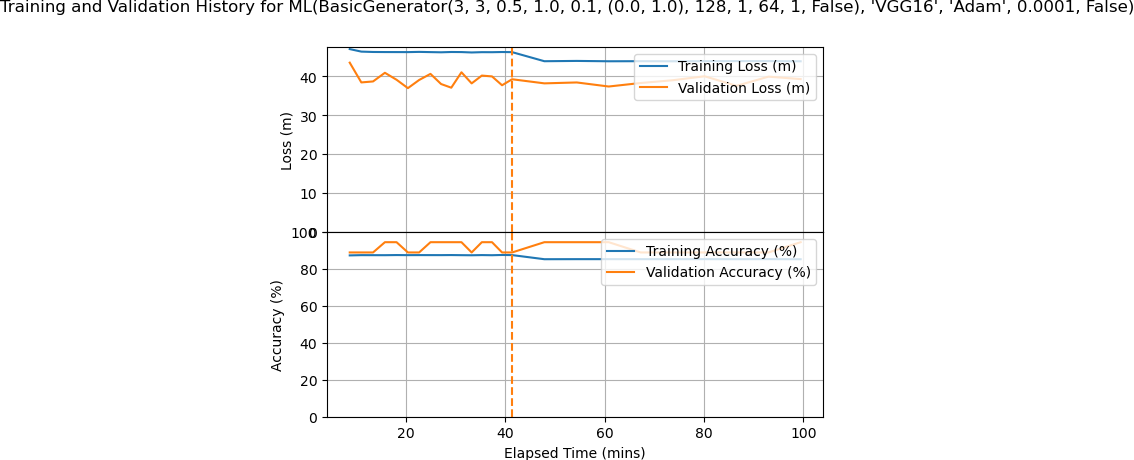 Training and Validation History for ML(BasicGenerator(3, 3, 0.5, 1.0, 0.1, (0.0, 1.0), 128, 1, 64, 1, False), 'VGG16', 'Adam', 0.0001, False)
Training Loss (m)
Validation Loss (m)
40
30
20
10
0
Loss (m)
Training Accuracy (%)
Validation Accuracy (%)
100
80
60
40
20
0
Accuracy (%)
20 40 60 80 100
Elapsed Time (mins)